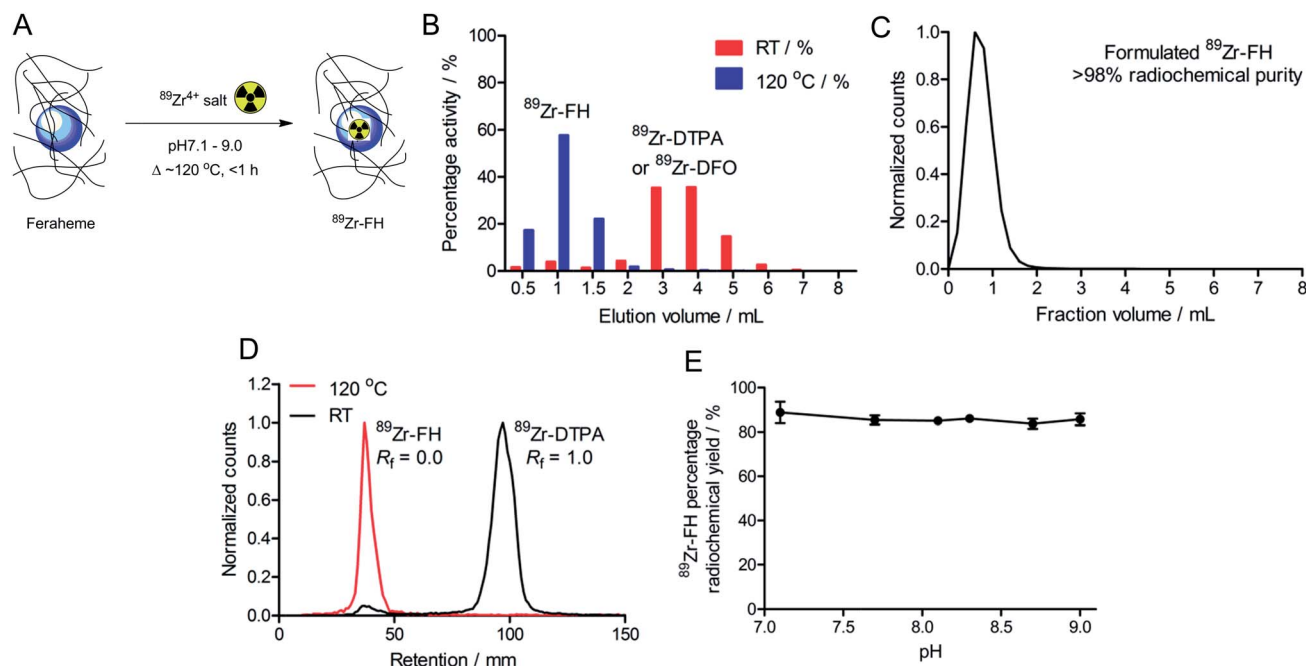 A
⁸⁹Zr⁴⁺ salt
pH7.1 - 9.0
Δ ~120 °C, <1 h
Feraheme
⁸⁹Zr-FH
B
Percentage activity / %
100
80
60
40
20
0
RT / %
120 °C / %
⁸⁹Zr-FH
⁸⁹Zr-DTPA
or ⁸⁹Zr-DFO
0.5 1 1.5 2 3 4 5 6 7 8
Elution volume / mL
C
Normalized counts
1.0
0.8
0.6
0.4
0.2
0.0
Formulated ⁸⁹Zr-FH
>98% radiochemical purity
0 1 2 3 4 5 6 7 8
Fraction volume / mL
D
Normalized counts
1.2
1.0
0.8
0.6
0.4
0.2
0.0
120 °C
RT
⁸⁹Zr-FH
Rf = 0.0
⁸⁹Zr-DTPA
Rf = 1.0
0 50 100 150
Retention / mm
E
⁸⁹Zr-FH percentage
radiochemical yield / %
100
80
60
40
20
0
7.0 7.5 8.0 8.5 9.0
pH